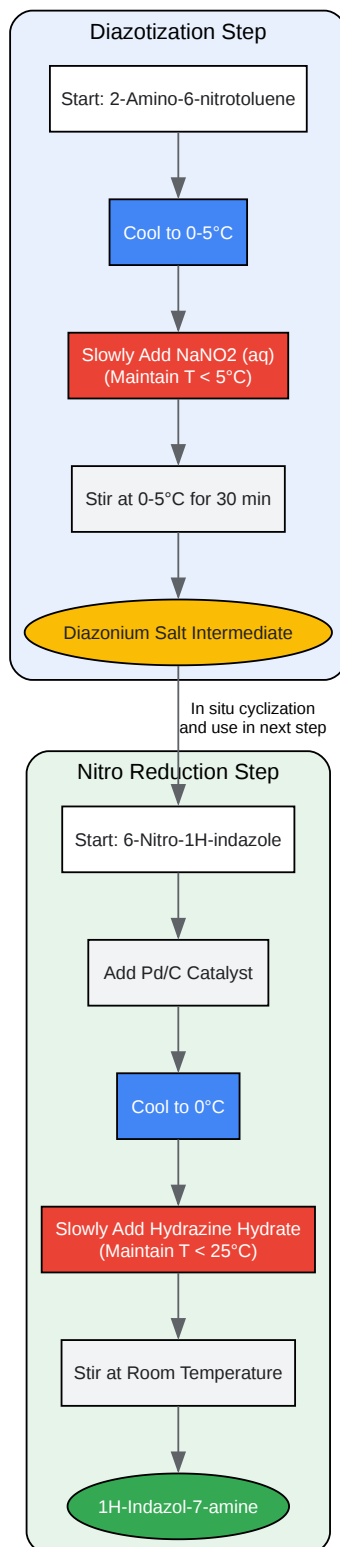 Diazotization Step
Start: 2-Amino-6-nitrotoluene
Cool to 0-5°C
Slowly Add NaNO2 (aq)
(Maintain T < 5°C)
Stir at 0-5°C for 30 min
Diazonium Salt Intermediate
In situ cyclization
and use in next step
Nitro Reduction Step
Start: 6-Nitro-1H-indazole
Add Pd/C Catalyst
Cool to 0°C
Slowly Add Hydrazine Hydrate
(Maintain T < 25°C)
Stir at Room Temperature
1H-Indazol-7-amine